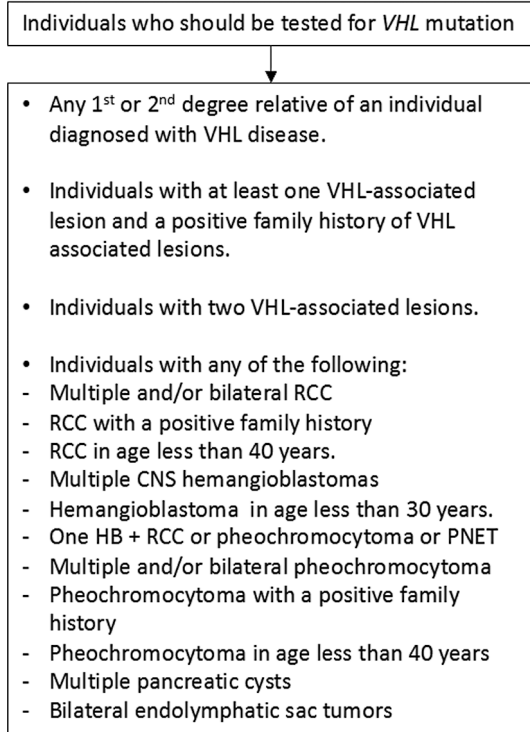 Individuals who should be tested for VHL mutation
• Any 1st or 2nd degree relative of an individual
diagnosed with VHL disease.
• Individuals with at least one VHL-associated
lesion and a positive family history of VHL
associated lesions.
• Individuals with two VHL-associated lesions.
• Individuals with any of the following:
- Multiple and/or bilateral RCC
- RCC with a positive family history
- RCC in age less than 40 years.
- Multiple CNS hemangioblastomas
- Hemangioblastoma in age less than 30 years.
- One HB + RCC or pheochromocytoma or PNET
- Multiple and/or bilateral pheochromocytoma
- Pheochromocytoma with a positive family
history
- Pheochromocytoma in age less than 40 years
- Multiple pancreatic cysts
- Bilateral endolymphatic sac tumors